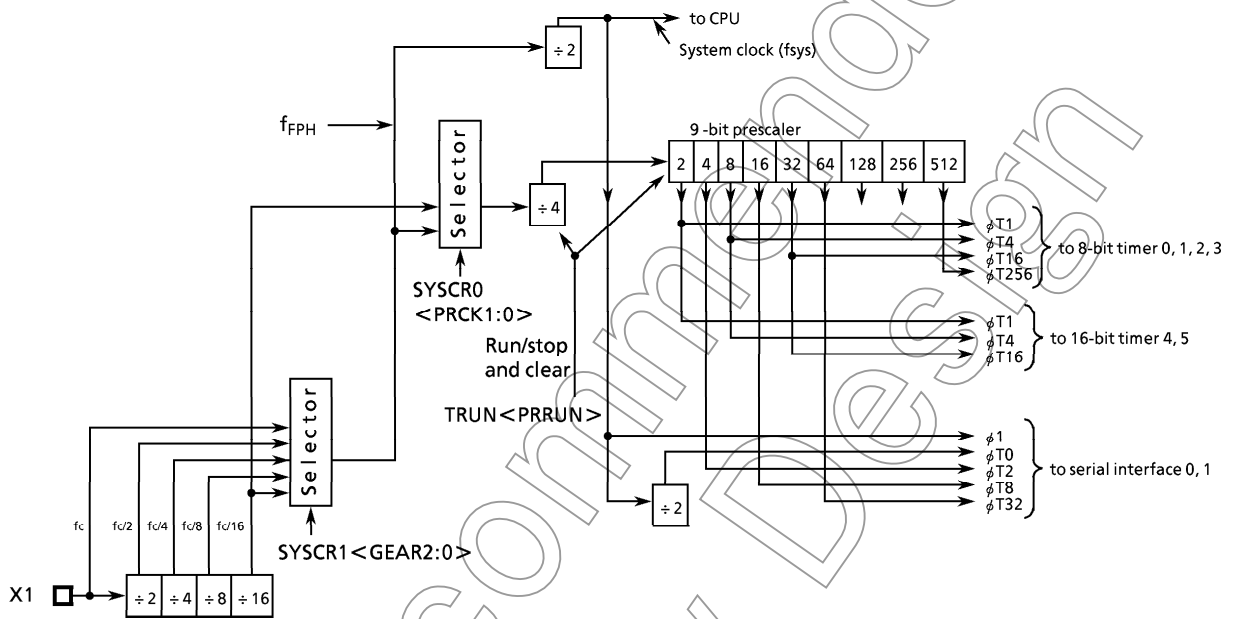 to CPU
÷2
System clock (fsys)
fFPH
Selector
9-bit prescaler
2 4 8 16 32 64 128 256 512
÷4
φT1
φT4
φT16
φT256
to 8-bit timer 0, 1, 2, 3
SYSCR0
<PRCK1:0>
φT1
φT4
φT16
to 16-bit timer 4, 5
Run/stop
and clear
Selector
TRUN<PRRUN>
φ1
φT0
φT2
φT8
φT32
to serial interface 0, 1
÷2
fc fc/2 fc/4 fc/8 fc/16
SYSCR1<GEAR2:0>
X1
÷2 ÷4 ÷8 ÷16